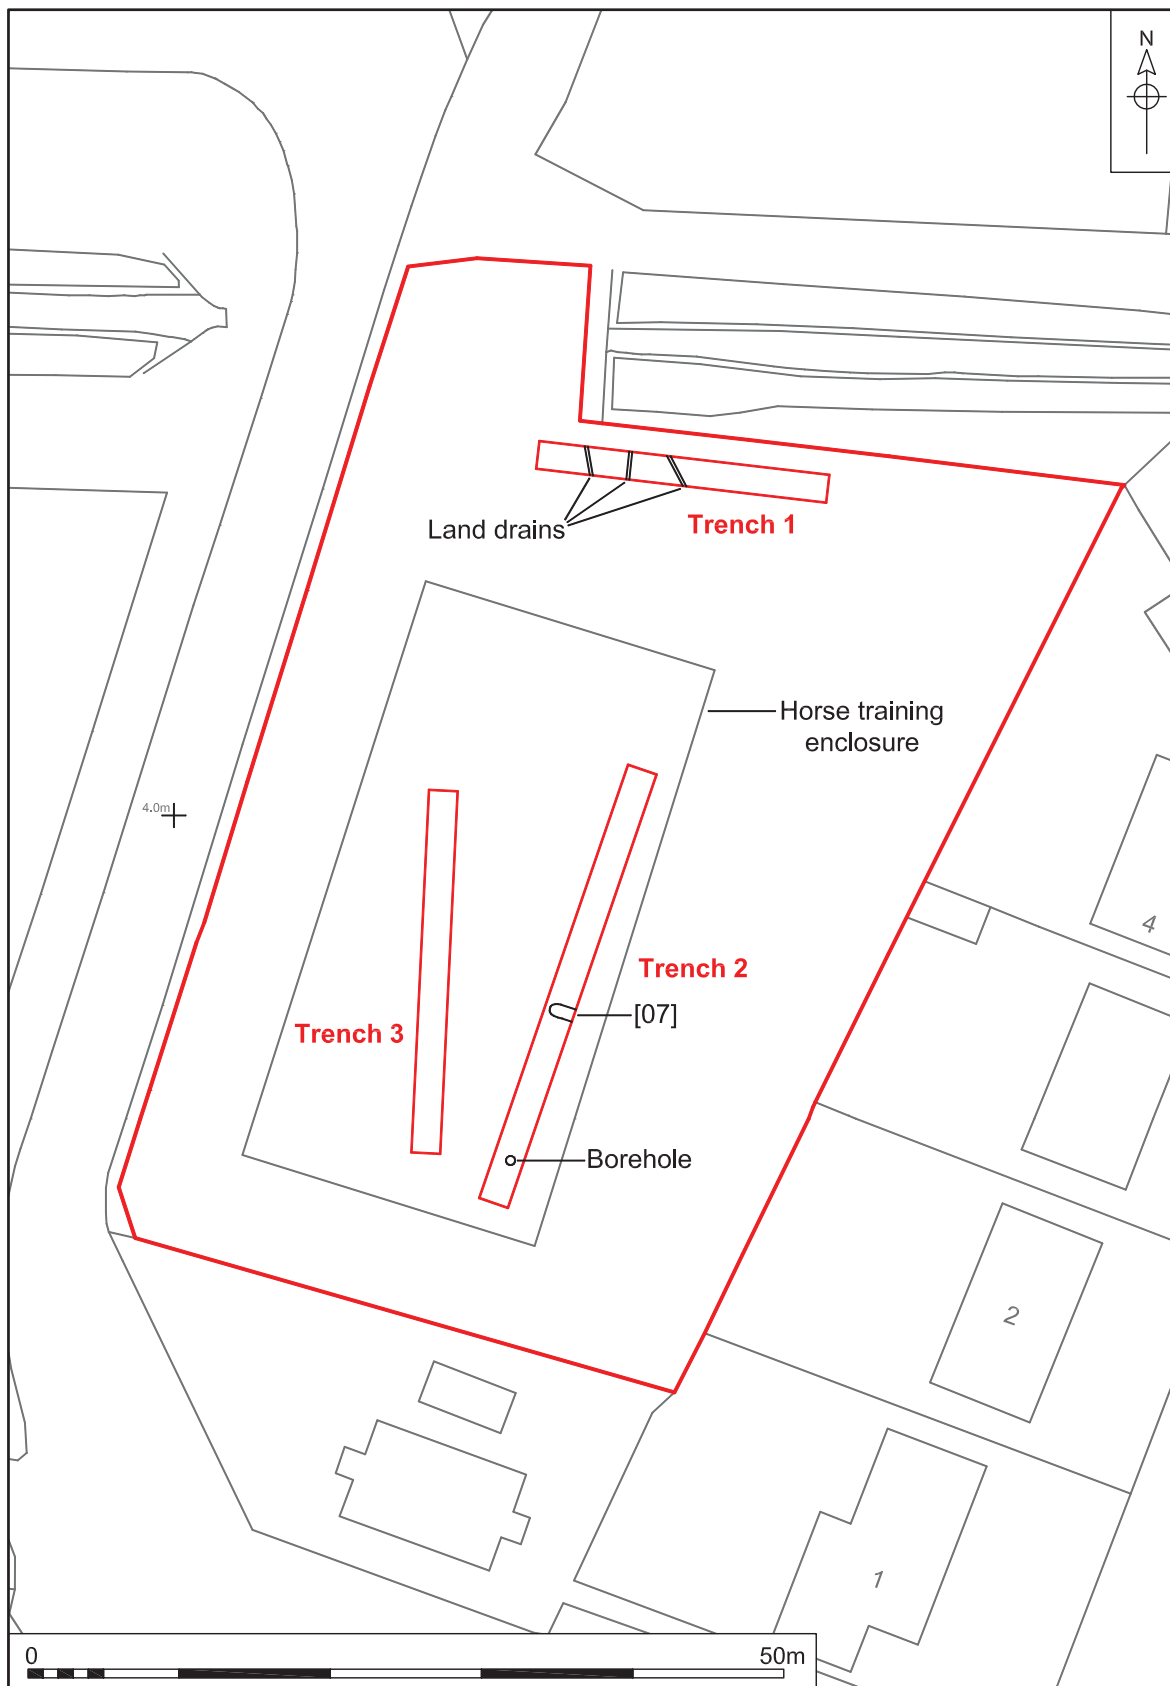 N
Land drains
Trench 1
Horse training
enclosure
4.0m
4
Trench 2
[07]
Trench 3
Borehole
2
1
0
50m